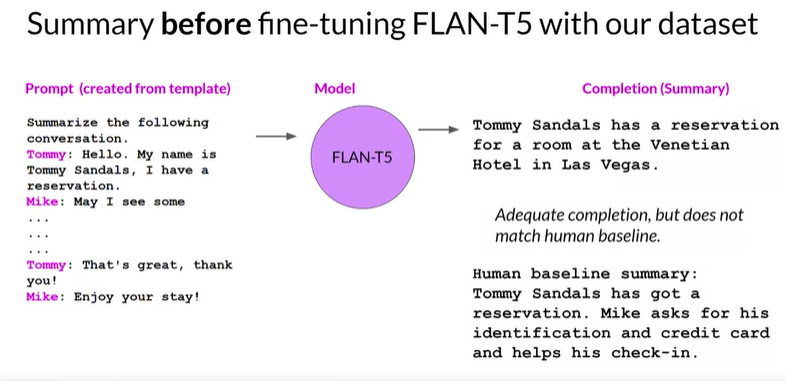 Summary before fine-tuning FLAN-T5 with our dataset
Prompt (created from template)
Summarize the following
conversation.
Tommy: Hello. My name is
Tommy Sandals, I have a
reservation.
Mike: May I see some
...
...
...
Tommy: That's great, thank
you!
Mike: Enjoy your stay!
Model
FLAN-T5
Completion (Summary)
Tommy Sandals has a reservation
for a room at the Venetian
Hotel in Las Vegas.
Adequate completion, but does not
match human baseline.
Human baseline summary:
Tommy Sandals has got a
reservation. Mike asks for his
identification and credit card
and helps his check-in.